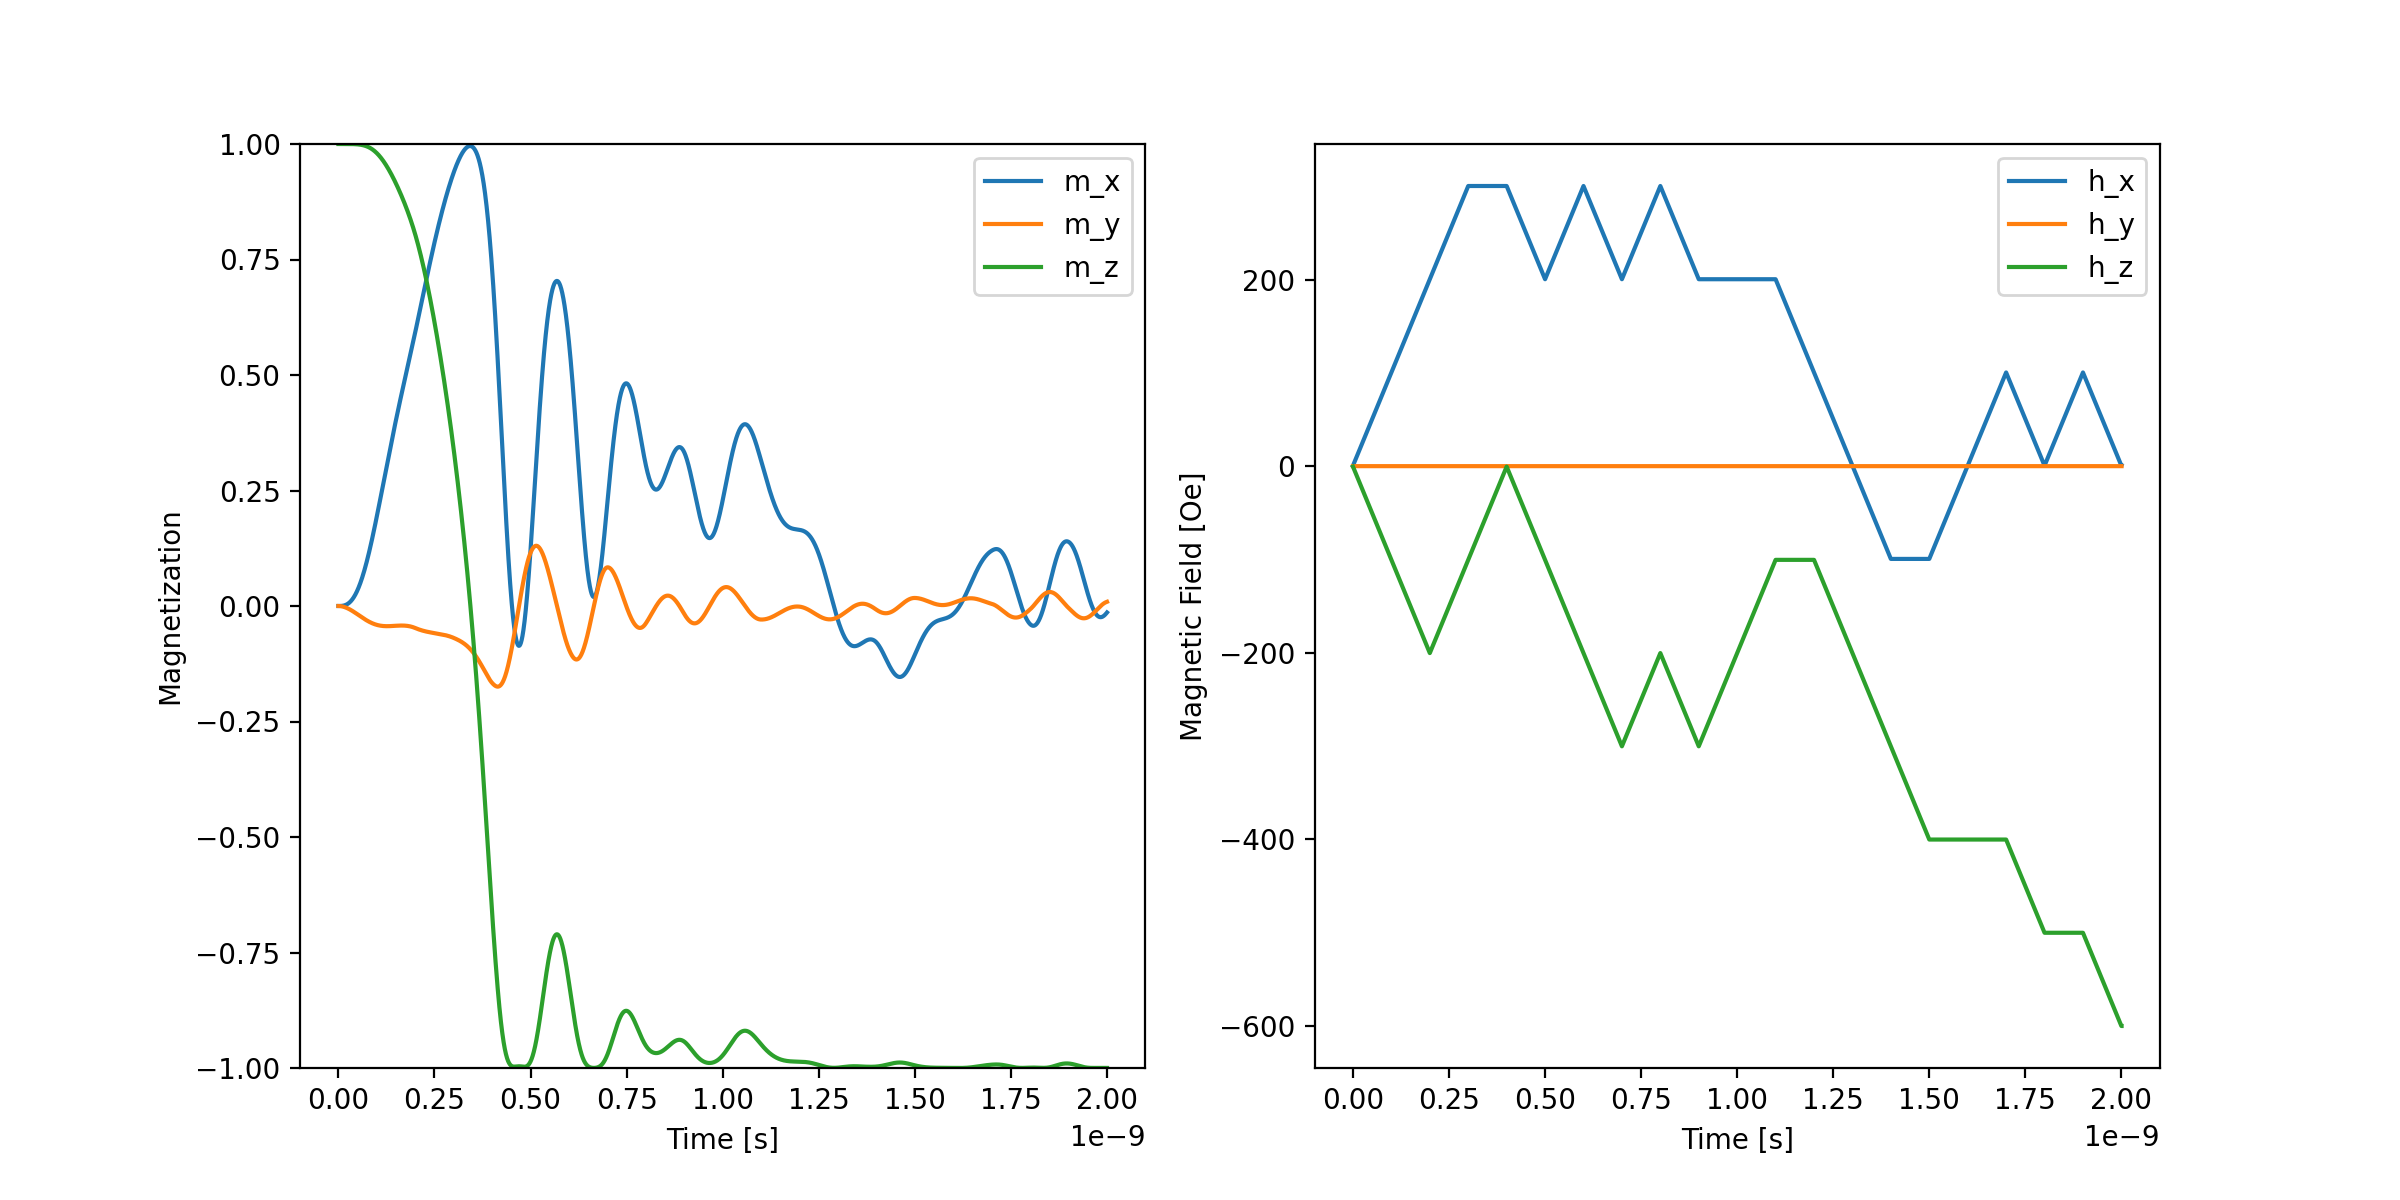 Magnetization
1.00
0.75
0.50
0.25
0.00
−0.25
−0.50
−0.75
−1.00
m_x
m_y
m_z
0.00 0.25 0.50 0.75 1.00 1.25 1.50 1.75 2.00
Time [s]
1e−9
Magnetic Field [Oe]
200
0
−200
−400
−600
h_x
h_y
h_z
0.00 0.25 0.50 0.75 1.00 1.25 1.50 1.75 2.00
Time [s]
1e−9